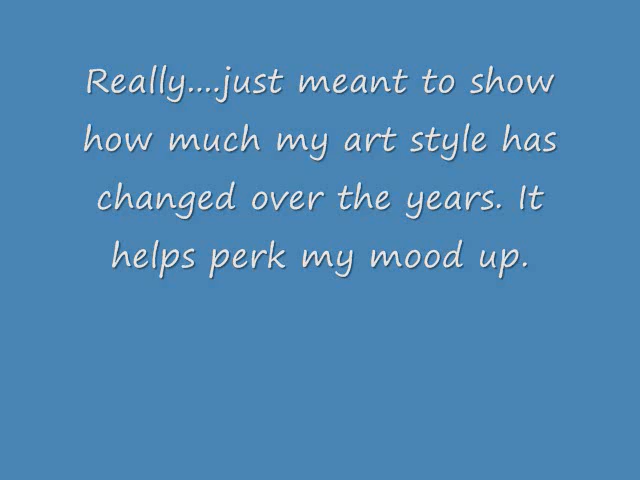 Really....just meant to show
how much my art style has
changed over the years. It
helps perk my mood up.